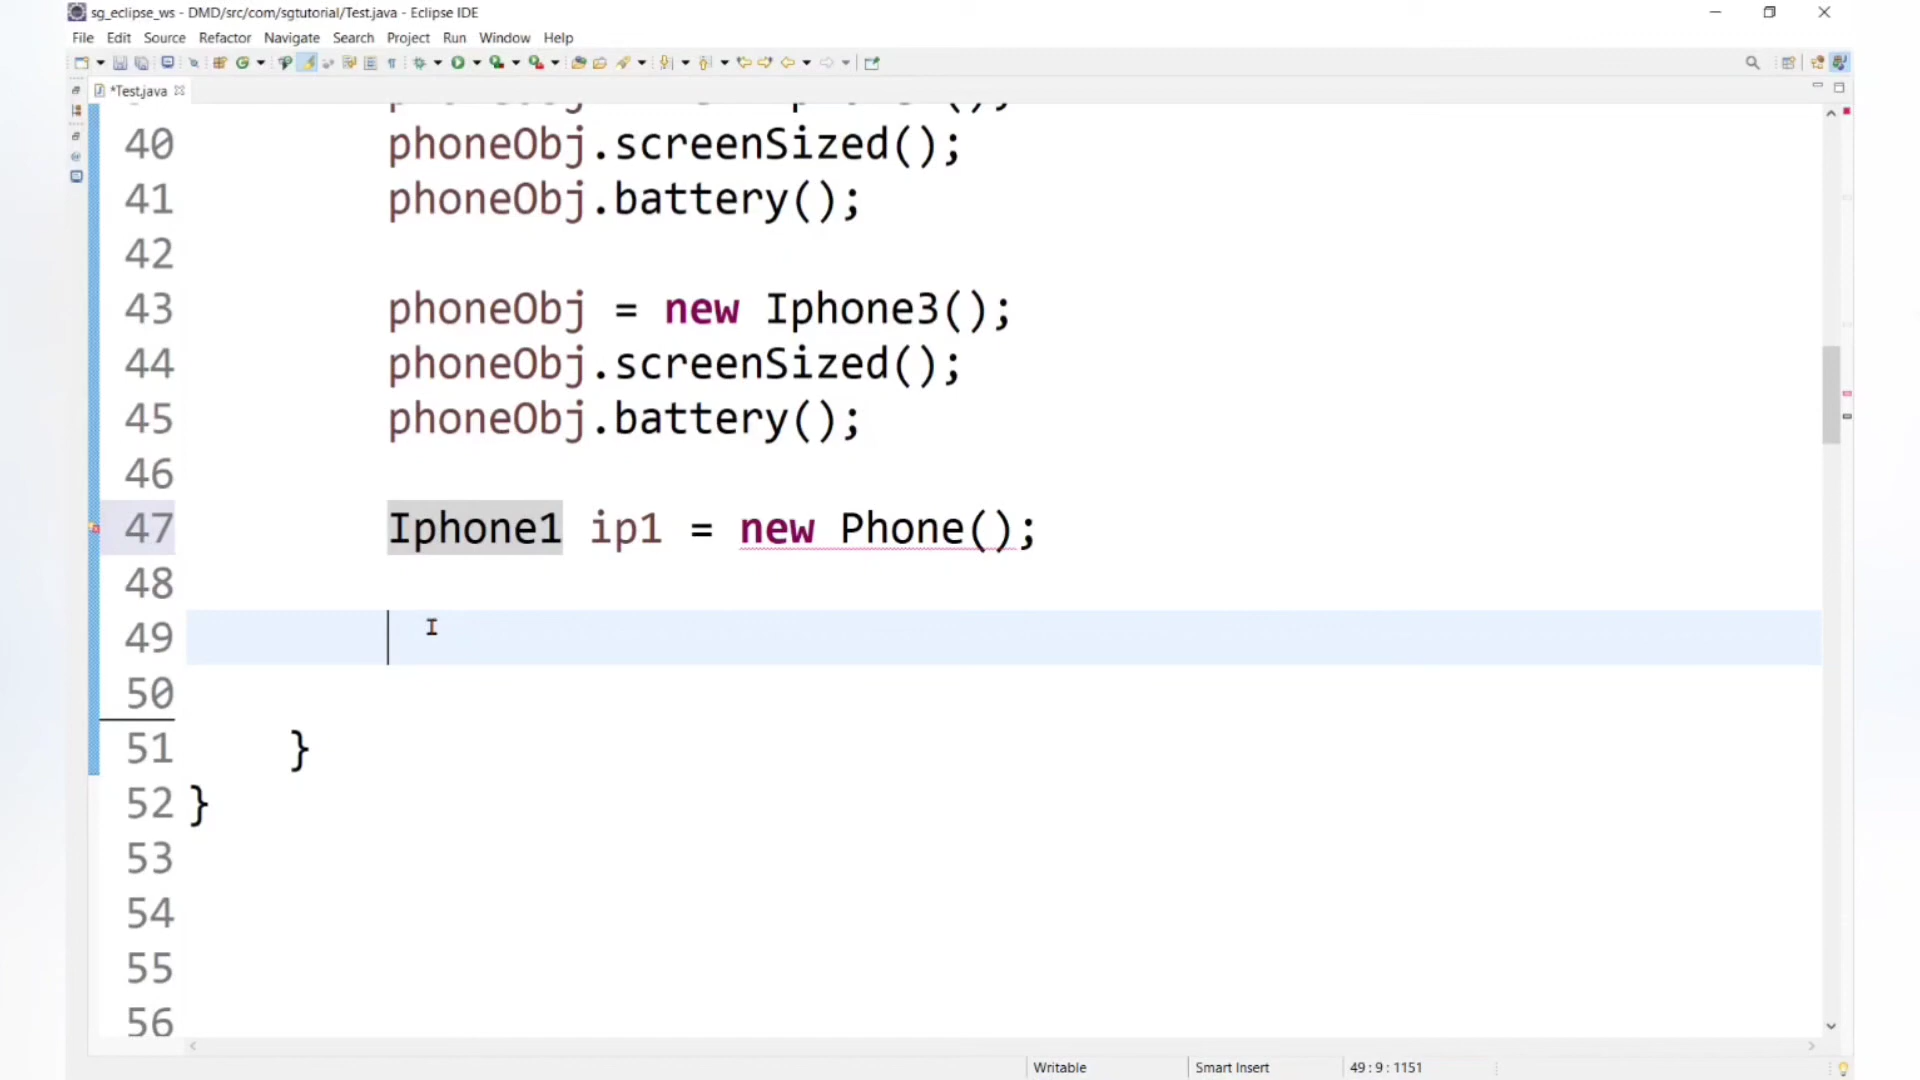 sg_eclipse_ws - DMD/src/com/sgtutorial/Test.java - Eclipse IDE
File Edit Source Refactor Navigate Search Project Run Window Help
*Test.java
40 phoneObj.screenSized();
41 phoneObj.battery();
42
43 phoneObj = new Iphone3();
44 phoneObj.screenSized();
45 phoneObj.battery();
46
47 Iphone1 ip1 = new Phone();
48
49
50
51 }
52 }
53
54
55
56
Writable Smart Insert 49 : 9 : 1151